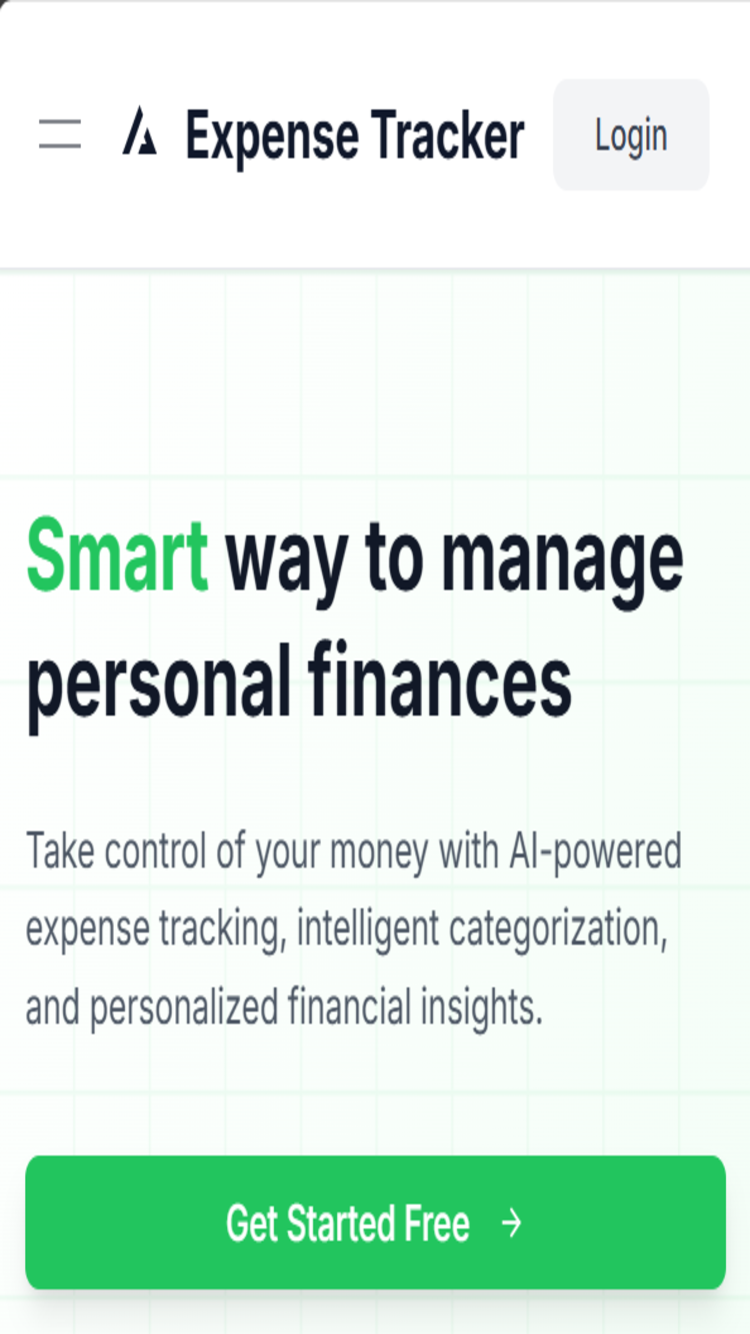 Expense Tracker
Login
Smart way to manage
personal finances
Take control of your money with AI-powered
expense tracking, intelligent categorization,
and personalized financial insights.
Get Started Free →